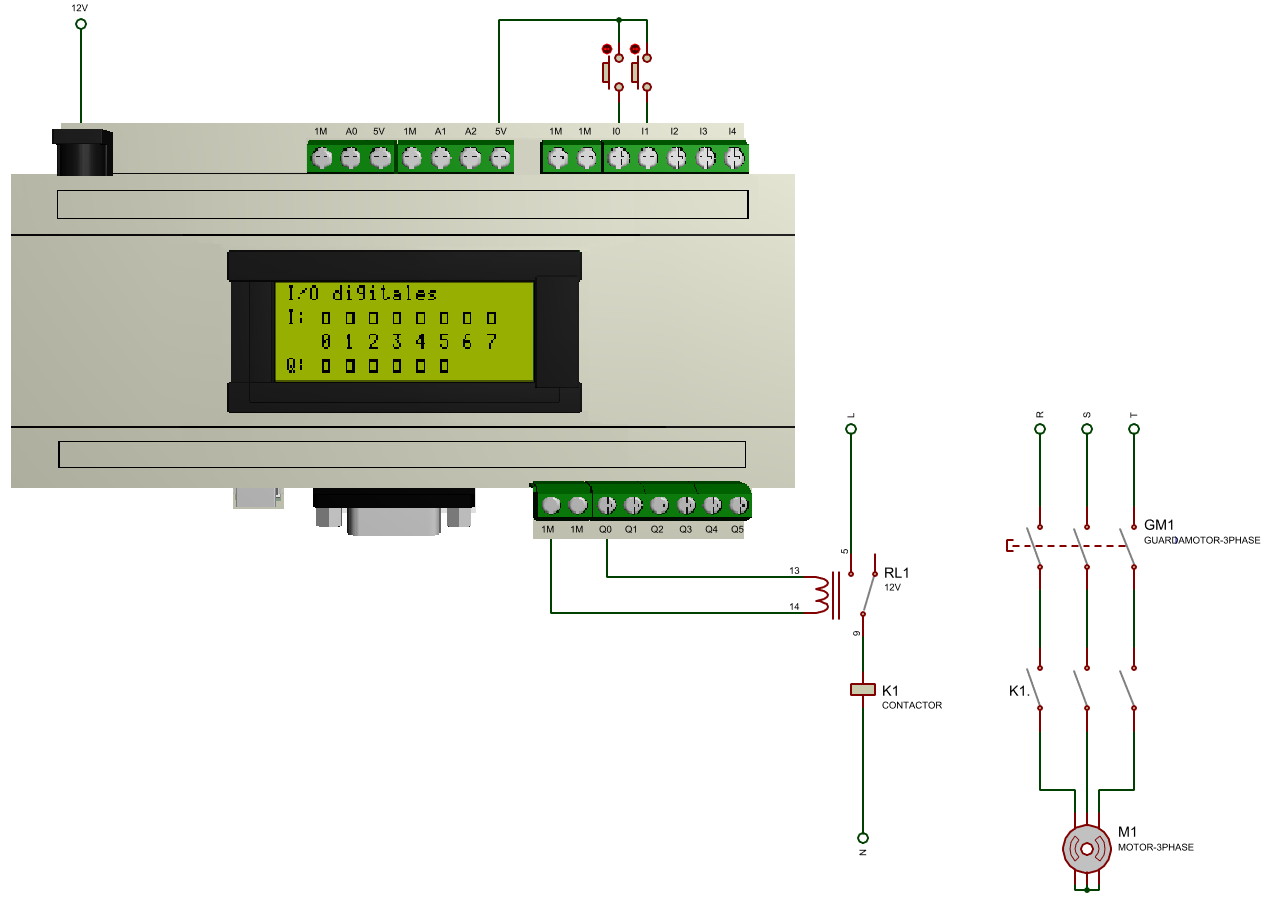 12V
1M A0 5V 1M A1 A2 5V 1M 1M I0 I1 I2 I3 I4
I/O digitales
I:
0 1 2 3 4 5 6 7
Q:
1M 1M Q0 Q1 Q2 Q3 Q4 Q5
L
R S T
GM1
GUARDAMOTOR-3PHASE
5
13
RL1
12V
14
9
K1
CONTACTOR
K1.
M1
MOTOR-3PHASE
N